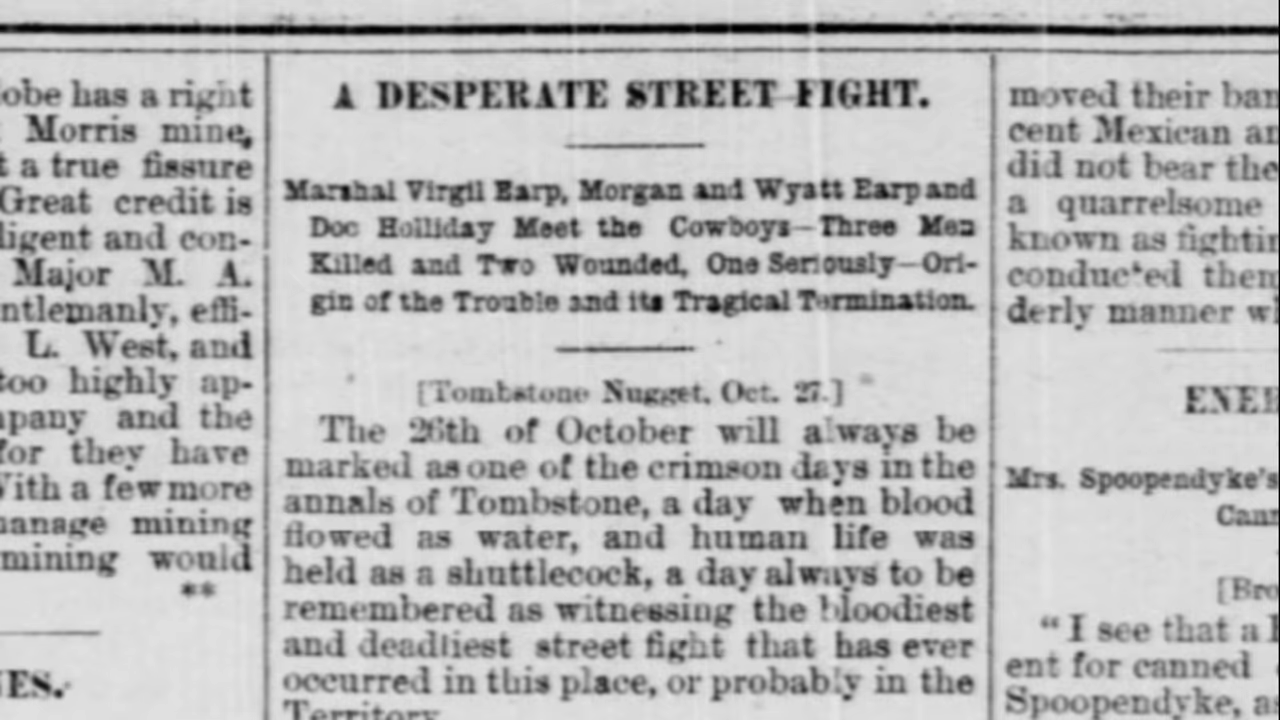 lobe has a right
Morris mine,
t a true fissure
Great credit is
ligent and con-
Major M. A.
ntlemanly, effi-
L. West, and
too highly ap-
pany and the
for they have
With a few more
anage mining
mining would
**
ES.
A DESPERATE STREET FIGHT.
Marshal Virgil Earp, Morgan and Wyatt Earp and
Doc Holliday Meet the Cowboys—Three Men
Killed and Two Wounded, One Seriously—Ori-
gin of the Trouble and its Tragical Termination.
[Tombstone Nugget, Oct. 27.]
The 26th of October will always be
marked as one of the crimson days in the
annals of Tombstone, a day when blood
flowed as water, and human life was
held as a shuttlecock, a day always to be
remembered as witnessing the bloodiest
and deadliest street fight that has ever
occurred in this place, or probably in the
Territory
moved their ban
cent Mexican an
did not bear the
a quarrelsome
known as fightin
conducted them
derly manner wh
ENE
Mrs. Spoopendyke's
Cann
[Bro
"I see that a l
ent for canned
Spoopendyke, as